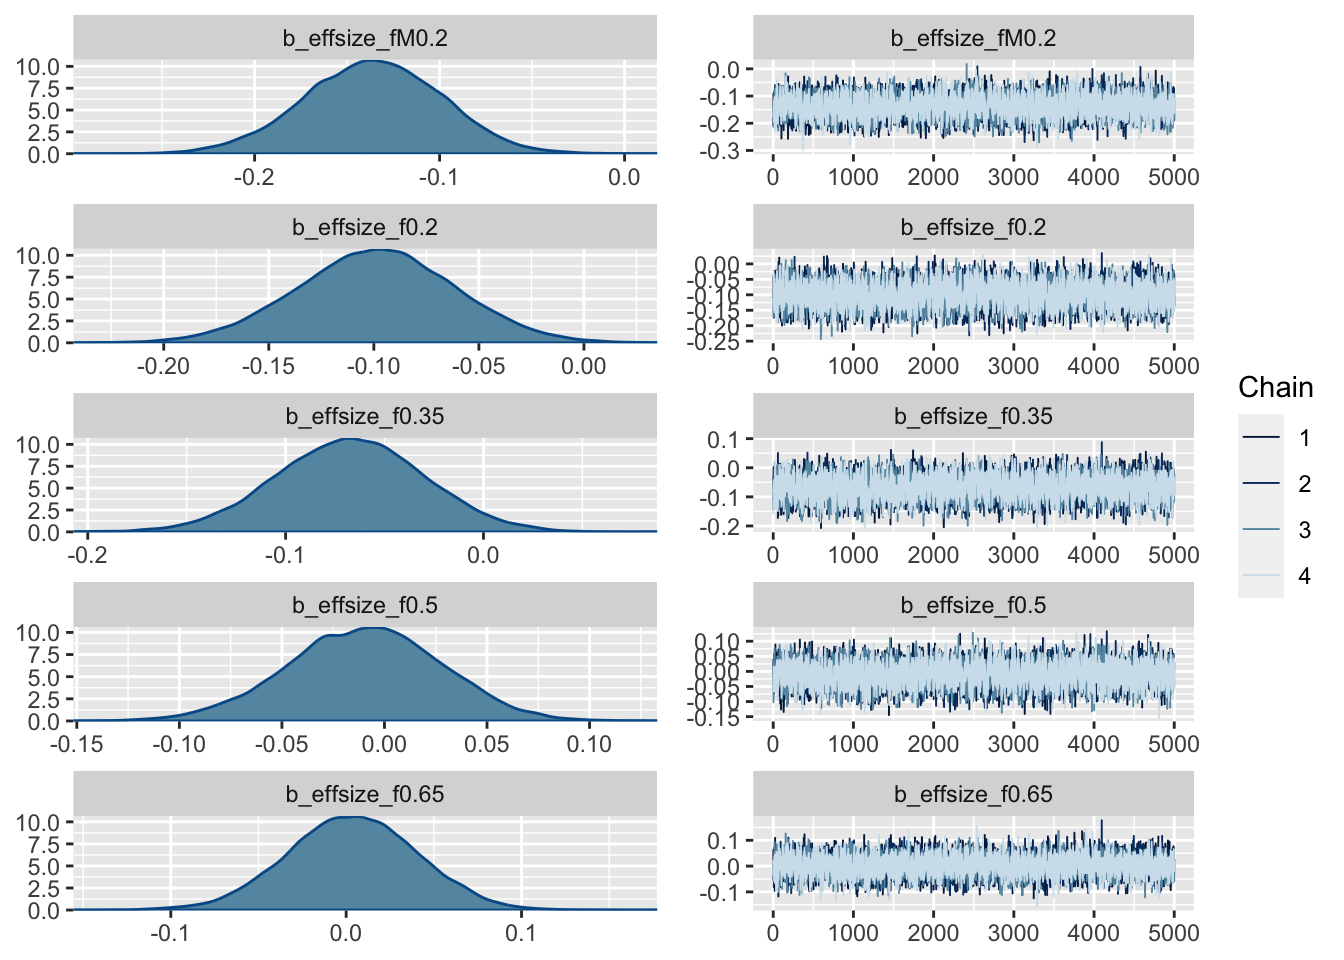 b_effsize_fM0.2
10.0
7.5
5.0
2.5
0.0
-0.2 -0.1 0.0
b_effsize_fM0.2
0.0
-0.1
-0.2
-0.3
0 1000 2000 3000 4000 5000
b_effsize_f0.2
10.0
7.5
5.0
2.5
0.0
-0.20 -0.15 -0.10 -0.05 0.00
b_effsize_f0.2
0.00
-0.05
-0.10
-0.15
-0.20
-0.25
0 1000 2000 3000 4000 5000
b_effsize_f0.35
10.0
7.5
5.0
2.5
0.0
-0.2 -0.1 0.0
b_effsize_f0.35
0.1
0.0
-0.1
-0.2
0 1000 2000 3000 4000 5000
b_effsize_f0.5
10.0
7.5
5.0
2.5
0.0
-0.15 -0.10 -0.05 0.00 0.05 0.10
b_effsize_f0.5
0.10
0.05
0.00
-0.05
-0.10
-0.15
0 1000 2000 3000 4000 5000
b_effsize_f0.65
10.0
7.5
5.0
2.5
0.0
-0.1 0.0 0.1
b_effsize_f0.65
0.1
0.0
-0.1
0 1000 2000 3000 4000 5000
Chain
1
2
3
4